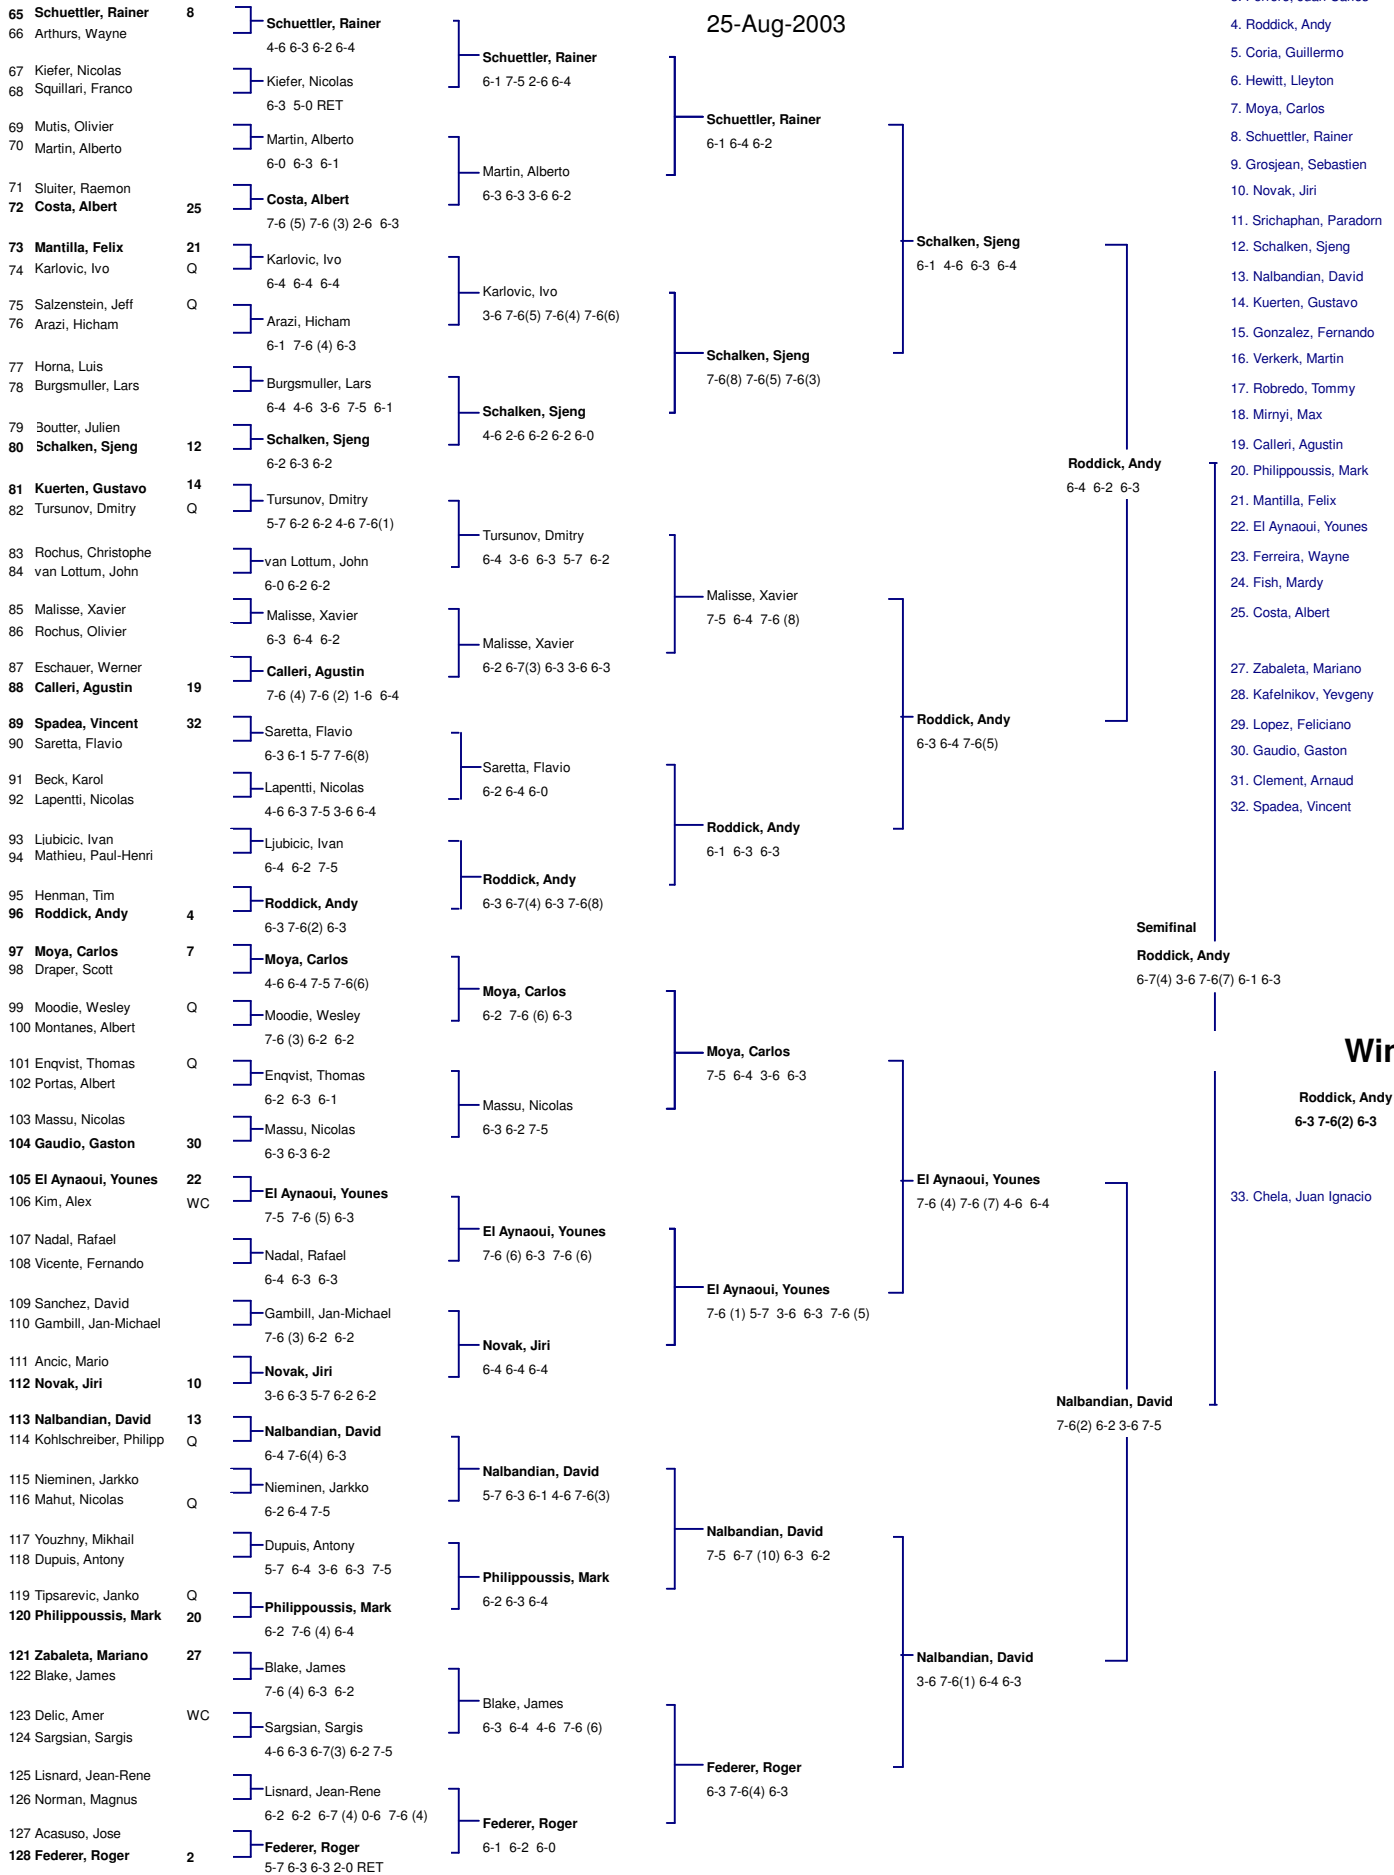 65 Schuettler, Rainer 8
66 Arthurs, Wayne
67 Kiefer, Nicolas
68 Squillari, Franco
69 Mutis, Olivier
70 Martin, Alberto
71 Sluiter, Raemon
72 Costa, Albert 25
73 Mantilla, Felix 21
74 Karlovic, Ivo Q
75 Salzenstein, Jeff Q
76 Arazi, Hicham
77 Horna, Luis
78 Burgsmuller, Lars
79 Boutter, Julien
80 Schalken, Sjeng 12
81 Kuerten, Gustavo 14
82 Tursunov, Dmitry Q
83 Rochus, Christophe
84 van Lottum, John
85 Malisse, Xavier
86 Rochus, Olivier
87 Eschauer, Werner
88 Calleri, Agustin 19
89 Spadea, Vincent 32
90 Saretta, Flavio
91 Beck, Karol
92 Lapentti, Nicolas
93 Ljubicic, Ivan
94 Mathieu, Paul-Henri
95 Henman, Tim
96 Roddick, Andy 4
97 Moya, Carlos 7
98 Draper, Scott
99 Moodie, Wesley Q
100 Montanes, Albert
101 Enqvist, Thomas Q
102 Portas, Albert
103 Massu, Nicolas
104 Gaudio, Gaston 30
105 El Aynaoui, Younes 22
106 Kim, Alex WC
107 Nadal, Rafael
108 Vicente, Fernando
109 Sanchez, David
110 Gambill, Jan-Michael
111 Ancic, Mario
112 Novak, Jiri 10
113 Nalbandian, David 13
114 Kohlschreiber, Philipp Q
115 Nieminen, Jarkko
116 Mahut, Nicolas Q
117 Youzhny, Mikhail
118 Dupuis, Antony
119 Tipsarevic, Janko Q
120 Philippoussis, Mark 20
121 Zabaleta, Mariano 27
122 Blake, James
123 Delic, Amer WC
124 Sargsian, Sargis
125 Lisnard, Jean-Rene
126 Norman, Magnus
127 Acasuso, Jose
128 Federer, Roger 2
Schuettler, Rainer
4-6 6-3 6-2 6-4
Kiefer, Nicolas
6-3 5-0 RET
Martin, Alberto
6-0 6-3 6-1
Costa, Albert
7-6 (5) 7-6 (3) 2-6 6-3
Karlovic, Ivo
6-4 6-4 6-4
Arazi, Hicham
6-1 7-6 (4) 6-3
Burgsmuller, Lars
6-4 4-6 3-6 7-5 6-1
Schalken, Sjeng
6-2 6-3 6-2
Tursunov, Dmitry
5-7 6-2 6-2 4-6 7-6(1)
van Lottum, John
6-0 6-2 6-2
Malisse, Xavier
6-3 6-4 6-2
Calleri, Agustin
7-6 (4) 7-6 (2) 1-6 6-4
Saretta, Flavio
6-3 6-1 5-7 7-6(8)
Lapentti, Nicolas
4-6 6-3 7-5 3-6 6-4
Ljubicic, Ivan
6-4 6-2 7-5
Roddick, Andy
6-3 7-6(2) 6-3
Moya, Carlos
4-6 6-4 7-5 7-6(6)
Moodie, Wesley
7-6 (3) 6-2 6-2
Enqvist, Thomas
6-2 6-3 6-1
Massu, Nicolas
6-3 6-3 6-2
El Aynaoui, Younes
7-5 7-6 (5) 6-3
Nadal, Rafael
6-4 6-3 6-3
Gambill, Jan-Michael
7-6 (3) 6-2 6-2
Novak, Jiri
3-6 6-3 5-7 6-2 6-2
Nalbandian, David
6-4 7-6(4) 6-3
Nieminen, Jarkko
6-2 6-4 7-5
Dupuis, Antony
5-7 6-4 3-6 6-3 7-5
Philippoussis, Mark
6-2 7-6 (4) 6-4
Blake, James
7-6 (4) 6-3 6-2
Sargsian, Sargis
4-6 6-3 6-7(3) 6-2 7-5
Lisnard, Jean-Rene
6-2 6-2 6-7 (4) 0-6 7-6 (4)
Federer, Roger
5-7 6-3 6-3 2-0 RET
Schuettler, Rainer
6-1 7-5 2-6 6-4
Martin, Alberto
6-3 6-3 3-6 6-2
Karlovic, Ivo
3-6 7-6(5) 7-6(4) 7-6(6)
Schalken, Sjeng
4-6 2-6 6-2 6-2 6-0
Tursunov, Dmitry
6-4 3-6 6-3 5-7 6-2
Malisse, Xavier
6-2 6-7(3) 6-3 3-6 6-3
Saretta, Flavio
6-2 6-4 6-0
Roddick, Andy
6-3 6-7(4) 6-3 7-6(8)
Moya, Carlos
6-2 7-6 (6) 6-3
Massu, Nicolas
6-3 6-2 7-5
El Aynaoui, Younes
7-6 (6) 6-3 7-6 (6)
Novak, Jiri
6-4 6-4 6-4
Nalbandian, David
5-7 6-3 6-1 4-6 7-6(3)
Philippoussis, Mark
6-2 6-3 6-4
Blake, James
6-3 6-4 4-6 7-6 (6)
Federer, Roger
6-1 6-2 6-0
25-Aug-2003
Schuettler, Rainer
6-1 6-4 6-2
Schalken, Sjeng
7-6(8) 7-6(5) 7-6(3)
Malisse, Xavier
7-5 6-4 7-6 (8)
Roddick, Andy
6-1 6-3 6-3
Moya, Carlos
7-5 6-4 3-6 6-3
El Aynaoui, Younes
7-6 (1) 5-7 3-6 6-3 7-6 (5)
Nalbandian, David
7-5 6-7 (10) 6-3 6-2
Federer, Roger
6-3 7-6(4) 6-3
Schalken, Sjeng
6-1 4-6 6-3 6-4
Roddick, Andy
6-3 6-4 7-6(5)
El Aynaoui, Younes
7-6 (4) 7-6 (7) 4-6 6-4
Nalbandian, David
3-6 7-6(1) 6-4 6-3
Roddick, Andy
6-4 6-2 6-3
Nalbandian, David
7-6(2) 6-2 3-6 7-5
Semifinal
Roddick, Andy
6-7(4) 3-6 7-6(7) 6-1 6-3
4. Roddick, Andy
5. Coria, Guillermo
6. Hewitt, Lleyton
7. Moya, Carlos
8. Schuettler, Rainer
9. Grosjean, Sebastien
10. Novak, Jiri
11. Srichaphan, Paradorn
12. Schalken, Sjeng
13. Nalbandian, David
14. Kuerten, Gustavo
15. Gonzalez, Fernando
16. Verkerk, Martin
17. Robredo, Tommy
18. Mirnyi, Max
19. Calleri, Agustin
20. Philippoussis, Mark
21. Mantilla, Felix
22. El Aynaoui, Younes
23. Ferreira, Wayne
24. Fish, Mardy
25. Costa, Albert
27. Zabaleta, Mariano
28. Kafelnikov, Yevgeny
29. Lopez, Feliciano
30. Gaudio, Gaston
31. Clement, Arnaud
32. Spadea, Vincent
Roddick, Andy
6-3 7-6(2) 6-3
33. Chela, Juan Ignacio